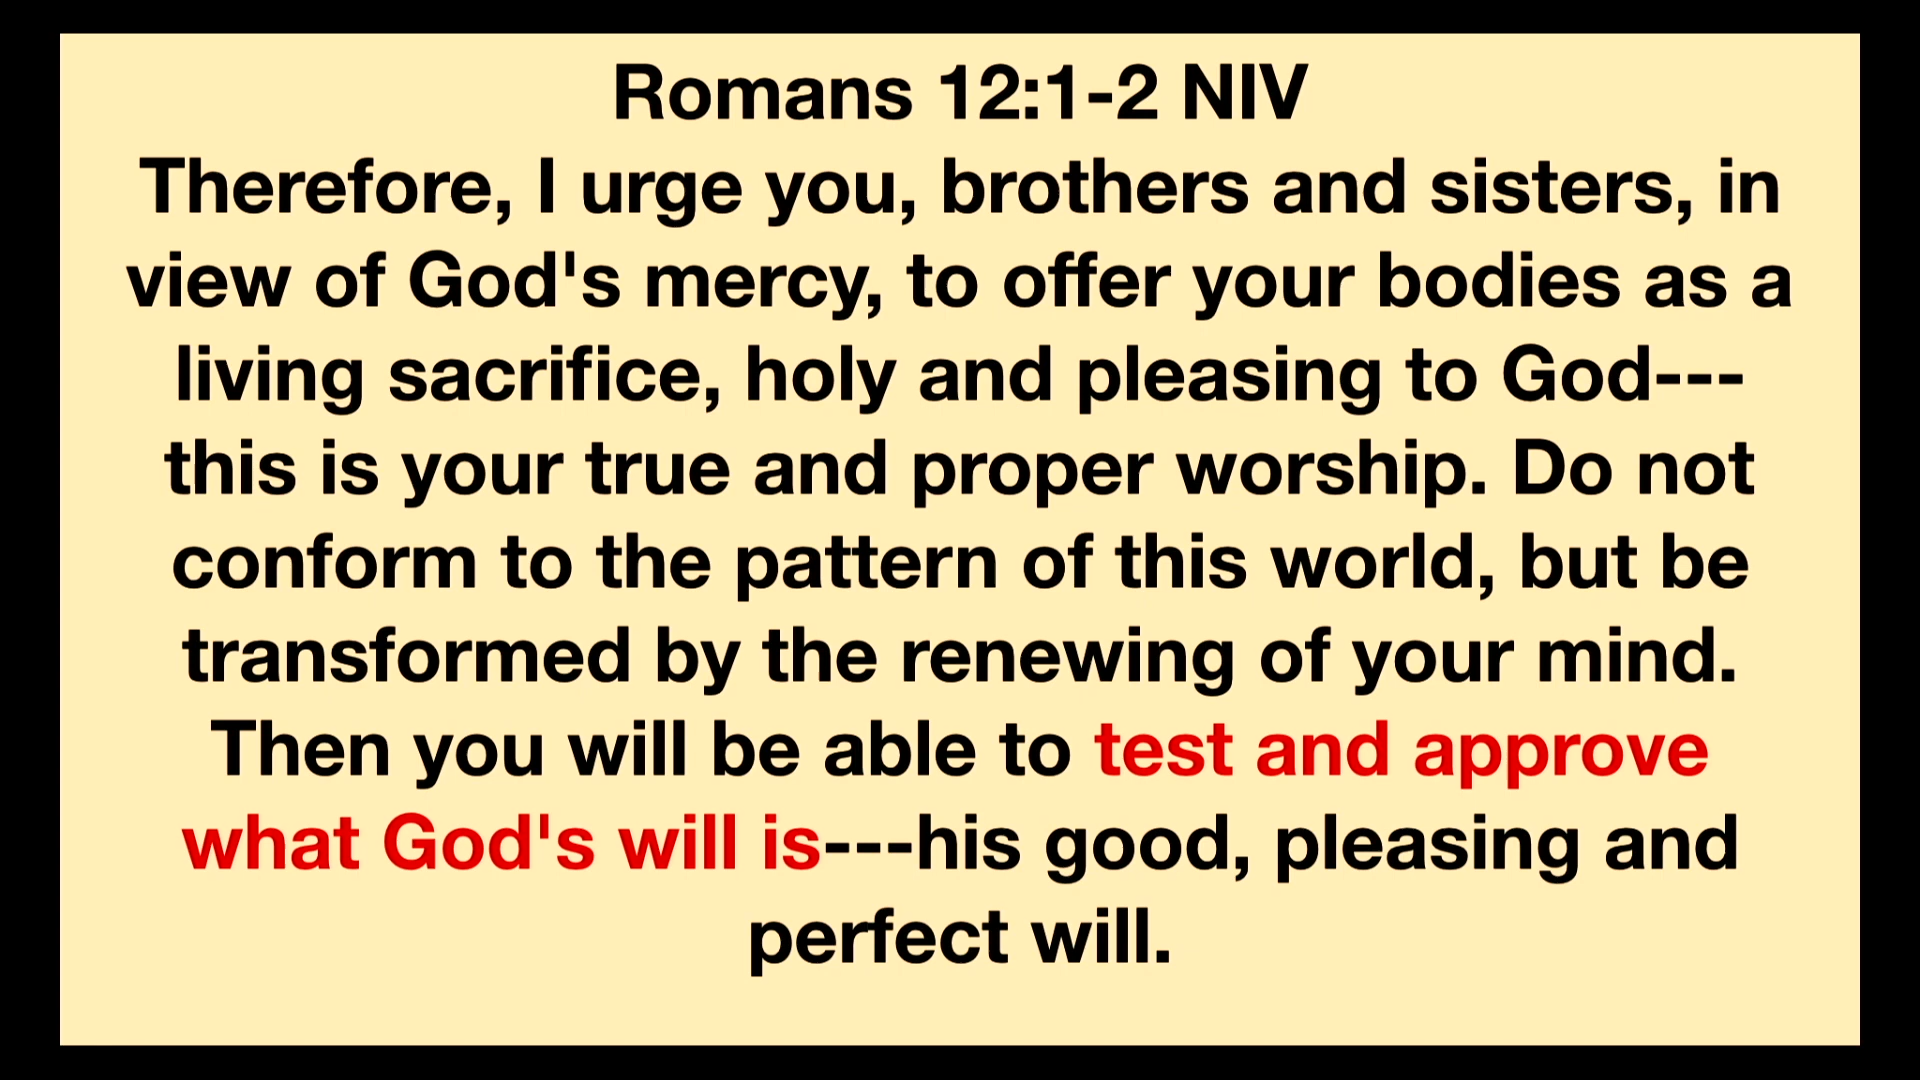 Romans 12:1-2 NIV
Therefore, I urge you, brothers and sisters, in
view of God's mercy, to offer your bodies as a
living sacrifice, holy and pleasing to God---
this is your true and proper worship. Do not
conform to the pattern of this world, but be
transformed by the renewing of your mind.
Then you will be able to test and approve
what God's will is---his good, pleasing and
perfect will.